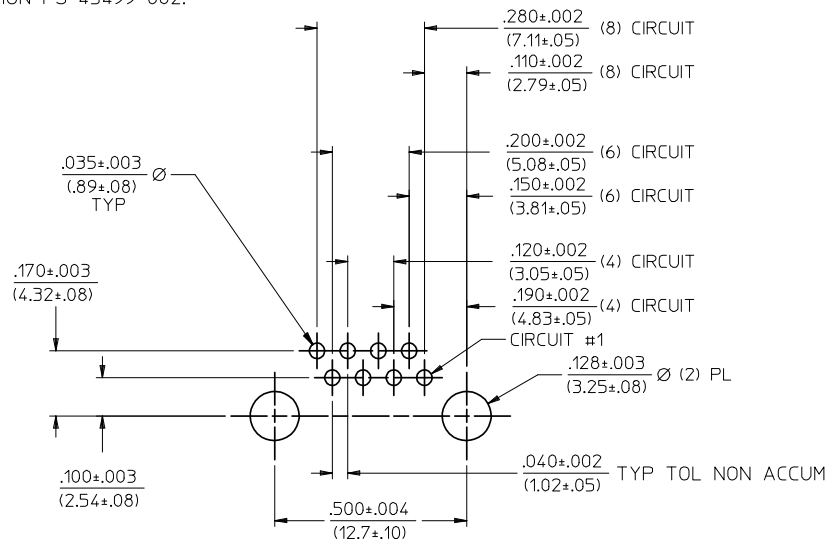 .280±.002
(7.11±.05)
(8) CIRCUIT
.110±.002
(2.79±.05)
(8) CIRCUIT
.200±.002
(5.08±.05)
(6) CIRCUIT
.150±.002
(3.81±.05)
(6) CIRCUIT
.035±.003
(.89±.08)
Ø
TYP
.120±.002
(3.05±.05)
(4) CIRCUIT
.190±.002
(4.83±.05)
(4) CIRCUIT
.170±.003
(4.32±.08)
CIRCUIT #1
.128±.003
(3.25±.08)
Ø (2) PL
.040±.002
(1.02±.05)
TYP TOL NON ACCUM
.100±.003
(2.54±.08)
.500±.004
(12.7±.10)